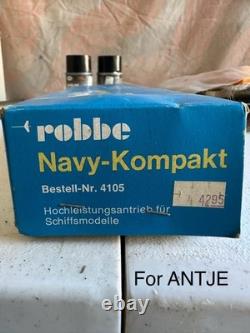 robbe
Navy-Kompakt
Bestell-Nr. 4105
4295
Hochleistungsantrieb für
Schiffsmodelle
For ANTJE